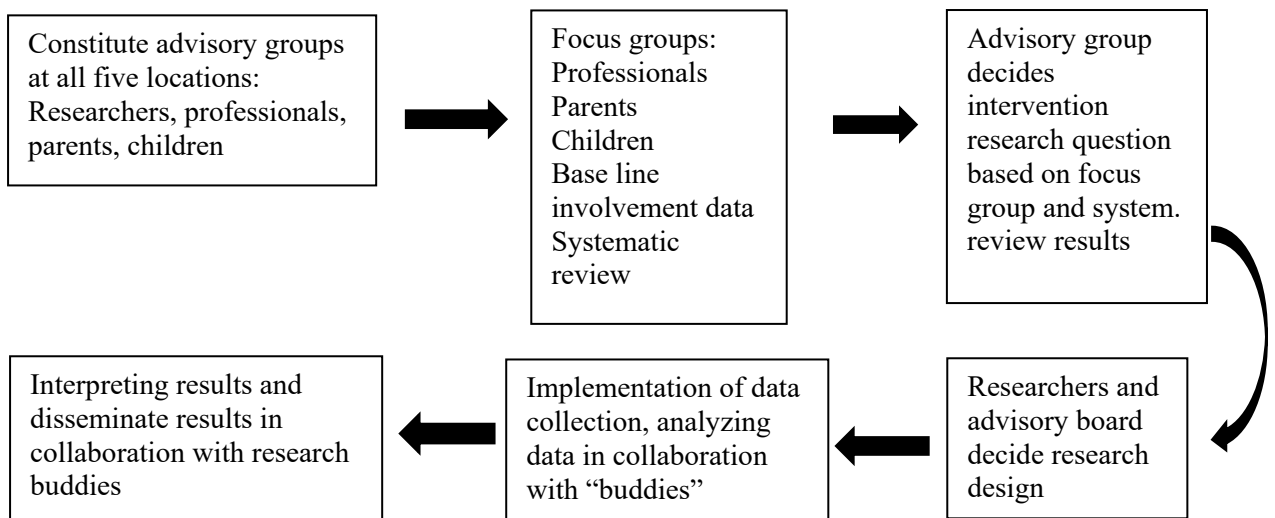 Constitute advisory groups
at all five locations:
Researchers, professionals,
parents, children
Focus groups:
Professionals
Parents
Children
Base line
involvement data
Systematic
review
Advisory group
decides
intervention
research question
based on focus
group and system.
review results
Researchers and
advisory board
decide research
design
Implementation of data
collection, analyzing
data in collaboration
with “buddies”
Interpreting results and
disseminate results in
collaboration with research
buddies